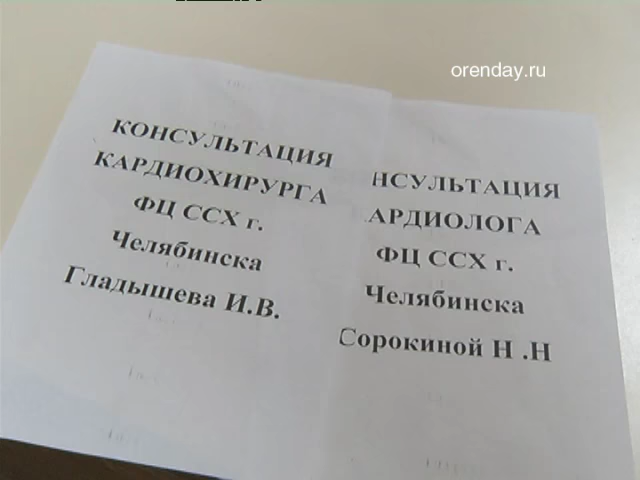 orenday.ru
КОНСУЛЬТАЦИЯ
КАРДИОХИРУРГА
ФЦ ССХ г.
Челябинска
Гладышева И.В.
НСУЛЬТАЦИЯ
АРДИОЛОГА
ФЦ ССХ г.
Челябинска
Сорокиной Н .Н